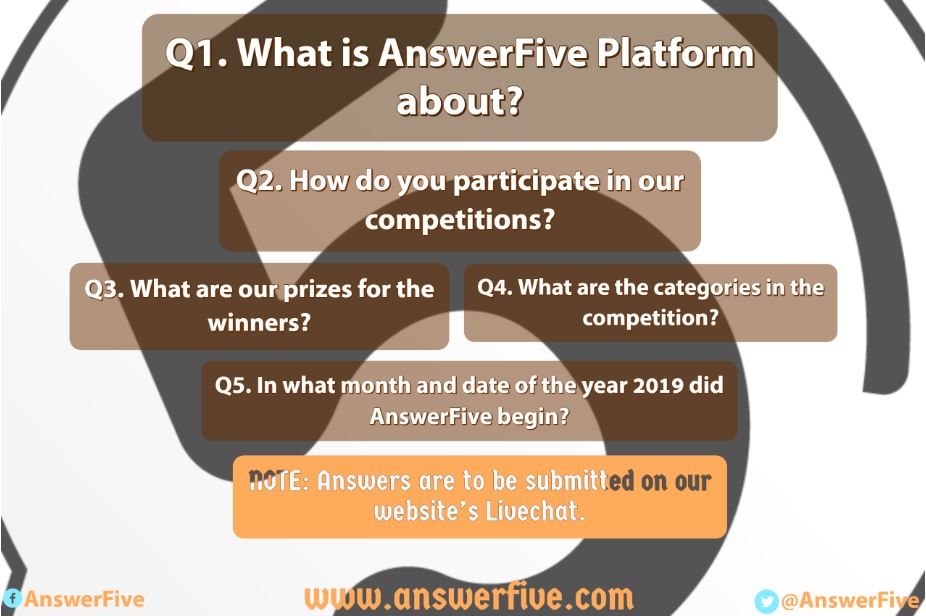 Q1. What is AnswerFive Platform
about?
Q2. How do you participate in our
competitions?
Q3. What are our prizes for the
winners?
Q4. What are the categories in the
competition?
Q5. In what month and date of the year 2019 did
AnswerFive begin?
NOTE: Answers are to be submitted on our
website's Livechat.
AnswerFive
www.answerfive.com
@AnswerFive